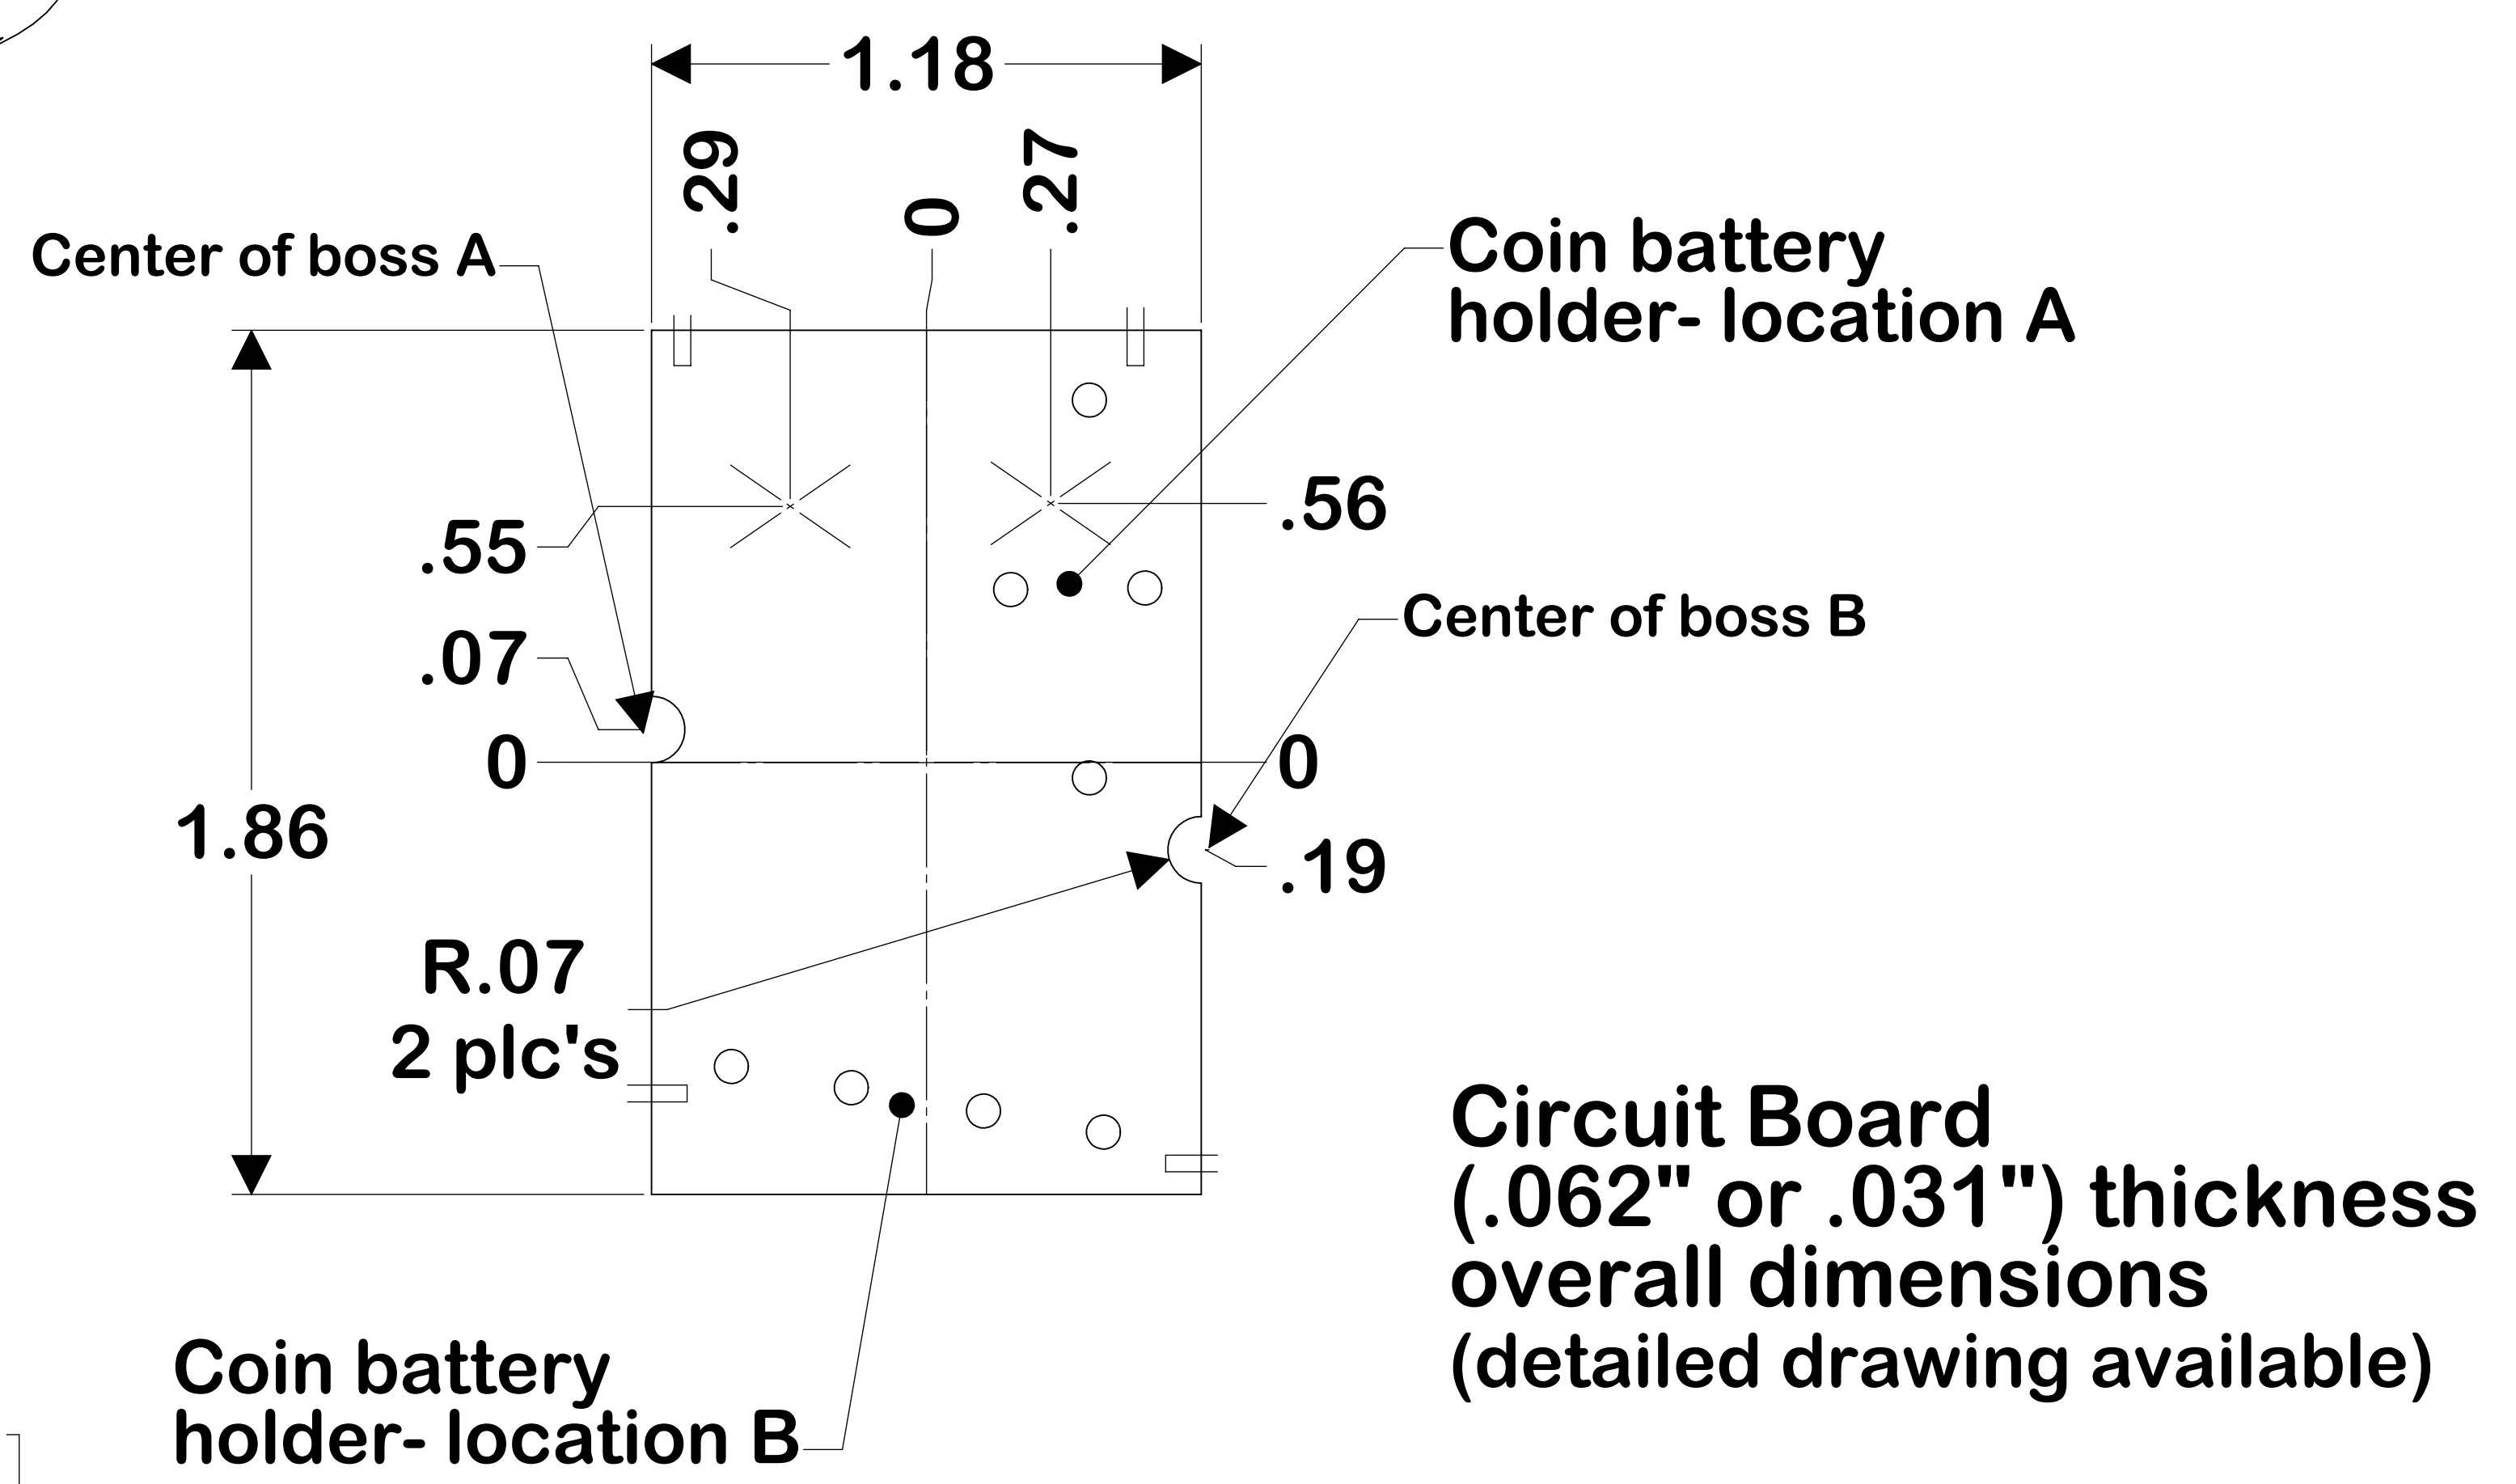 1.18
.29
0
.27
Center of boss A
Coin battery
holder- location A
.55
.56
Center of boss B
.07
0
0
1.86
.19
R.07
2 plc's
Circuit Board
(.062" or .031") thickness
overall dimensions
(detailed drawing available)
Coin battery
holder- location B